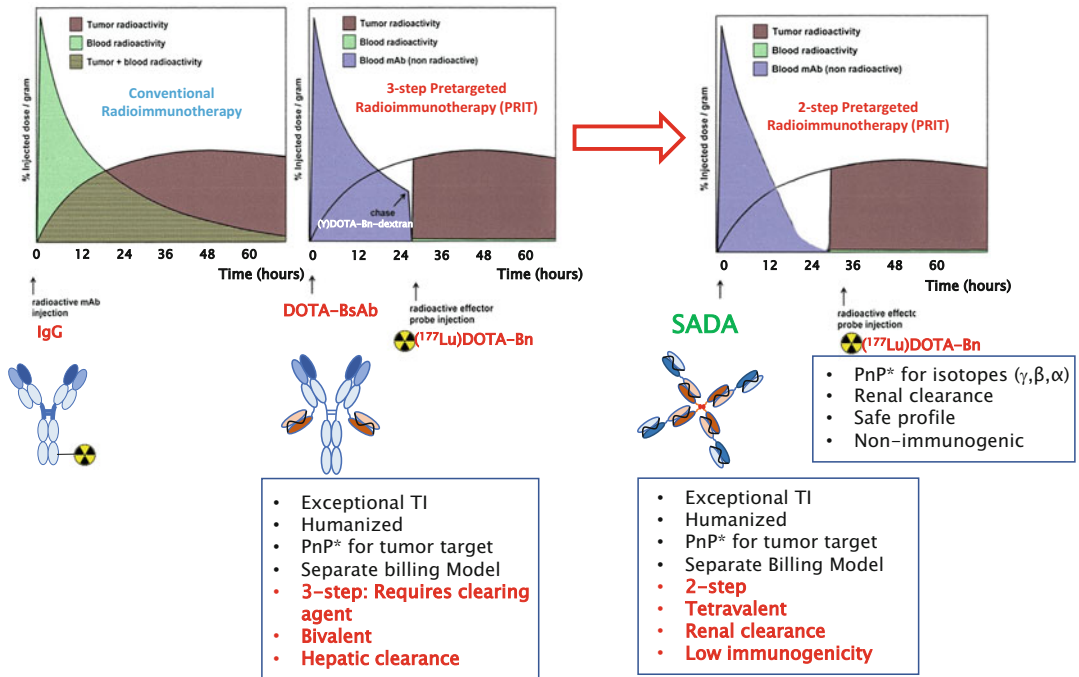 % Injected dose / gram
Tumor radioactivity
Blood radioactivity
Tumor + blood radioactivity
Conventional
Radioimmunotherapy
0 12 24 36 48 60
Time (hours)
radioactive mAb
injection
IgG
Tumor radioactivity
Blood radioactivity
Blood mAb (non radioactive)
3-step Pretargeted
Radioimmunotherapy (PRIT)
chase
(Y)DOTA-Bn-dextran
0 12 24 36 48 60
Time (hours)
DOTA-BsAb
radioactive effector
probe injection
(¹⁷⁷Lu)DOTA-Bn
• Exceptional TI
• Humanized
• PnP* for tumor target
• Separate billing Model
• 3-step: Requires clearing
agent
• Bivalent
• Hepatic clearance
% Injected dose / gram
Tumor radioactivity
Blood radioactivity
Blood mAb (non radioactive)
2-step Pretargeted
Radioimmunotherapy (PRIT)
0 12 24 36 48 60
Time (hours)
SADA
radioactive effectc
probe injection
(¹⁷⁷Lu)DOTA-Bn
• PnP* for isotopes (γ,β,α)
• Renal clearance
• Safe profile
• Non-immunogenic
• Exceptional TI
• Humanized
• PnP* for tumor target
• Separate Billing Model
• 2-step
• Tetravalent
• Renal clearance
• Low immunogenicity